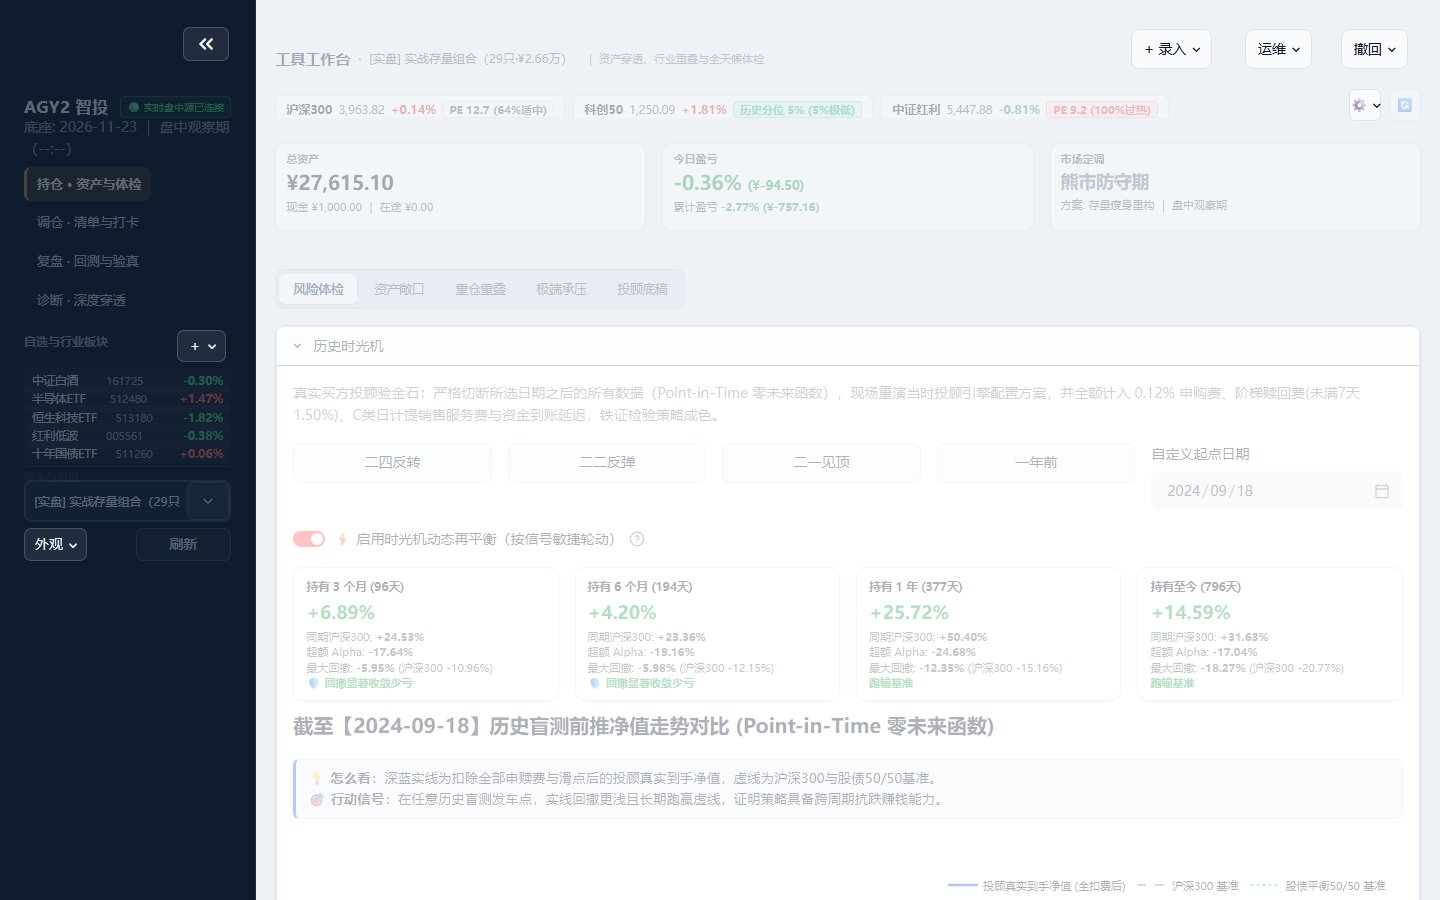 AGY2 智投 实时盘中源已连接
底座: 2026-11-23 | 盘中观察期
(--:--)
持仓 • 资产与体检
调仓 · 清单与打卡
复盘 · 回测与验真
诊断 · 深度穿透
自选与行业板块
+
中证白酒 161725 -0.30%
半导体ETF 512480 +1.47%
恒生科技ETF 513180 -1.82%
红利低波 005561 -0.38%
十年国债ETF 511260 +0.06%
[实盘] 实战存量组合（29只
外观
刷新
工具工作台 · [实盘] 实战存量组合（29只·¥2.66万） | 资产穿透、行业重叠与全天候体检
+ 录入
运维
撤回
沪深300 3,963.82 +0.14% PE 12.7 (64%适中)
科创50 1,250.09 +1.81% 历史分位 5% (5%极低)
中证红利 5,447.88 -0.81% PE 9.2 (100%过热)
总资产
¥27,615.10
现金 ¥1,000.00 | 在途 ¥0.00
今日盈亏
-0.36% (¥-94.50)
累计盈亏 -2.77% (¥-757.16)
市场定调
熊市防守期
方案: 存量瘦身重构 | 盘中观察期
风险体检
资产敞口
重仓重叠
极端承压
投顾底稿
历史时光机
真实买方投顾验金石：严格切断所选日期之后的所有数据（Point-in-Time 零未来函数），现场重演当时投顾引擎配置方案，并全额计入 0.12% 申购费、阶梯赎回费(未满7天
1.50%)、C类日计提销售服务费与资金到账延迟，铁证检验策略成色。
二四反转
二二反弹
二一见顶
一年前
自定义起点日期
2024/09/18
启用时光机动态再平衡（按信号敏捷轮动）
持有 3 个月 (96天)
+6.89%
同期沪深300: +24.53%
超额 Alpha: -17.64%
最大回撤: -5.95% (沪深300 -10.96%)
回撤显著收敛少亏
持有 6 个月 (194天)
+4.20%
同期沪深300: +23.36%
超额 Alpha: -19.16%
最大回撤: -5.98% (沪深300 -12.15%)
回撤显著收敛少亏
持有 1 年 (377天)
+25.72%
同期沪深300: +50.40%
超额 Alpha: -24.68%
最大回撤: -12.35% (沪深300 -15.16%)
跑输基准
持有至今 (796天)
+14.59%
同期沪深300: +31.63%
超额 Alpha: -17.04%
最大回撤: -18.27% (沪深300 -20.77%)
跑输基准
截至【2024-09-18】历史盲测前推净值走势对比 (Point-in-Time 零未来函数)
怎么看：深蓝实线为扣除全部申赎费与滑点后的投顾真实到手净值，虚线为沪深300与股债50/50基准。
行动信号：在任意历史盲测发车点，实线回撤更浅且长期跑赢虚线，证明策略具备跨周期抗跌赚钱能力。
投顾真实到手净值 (全扣费后)
沪深300 基准
股债平衡50/50 基准